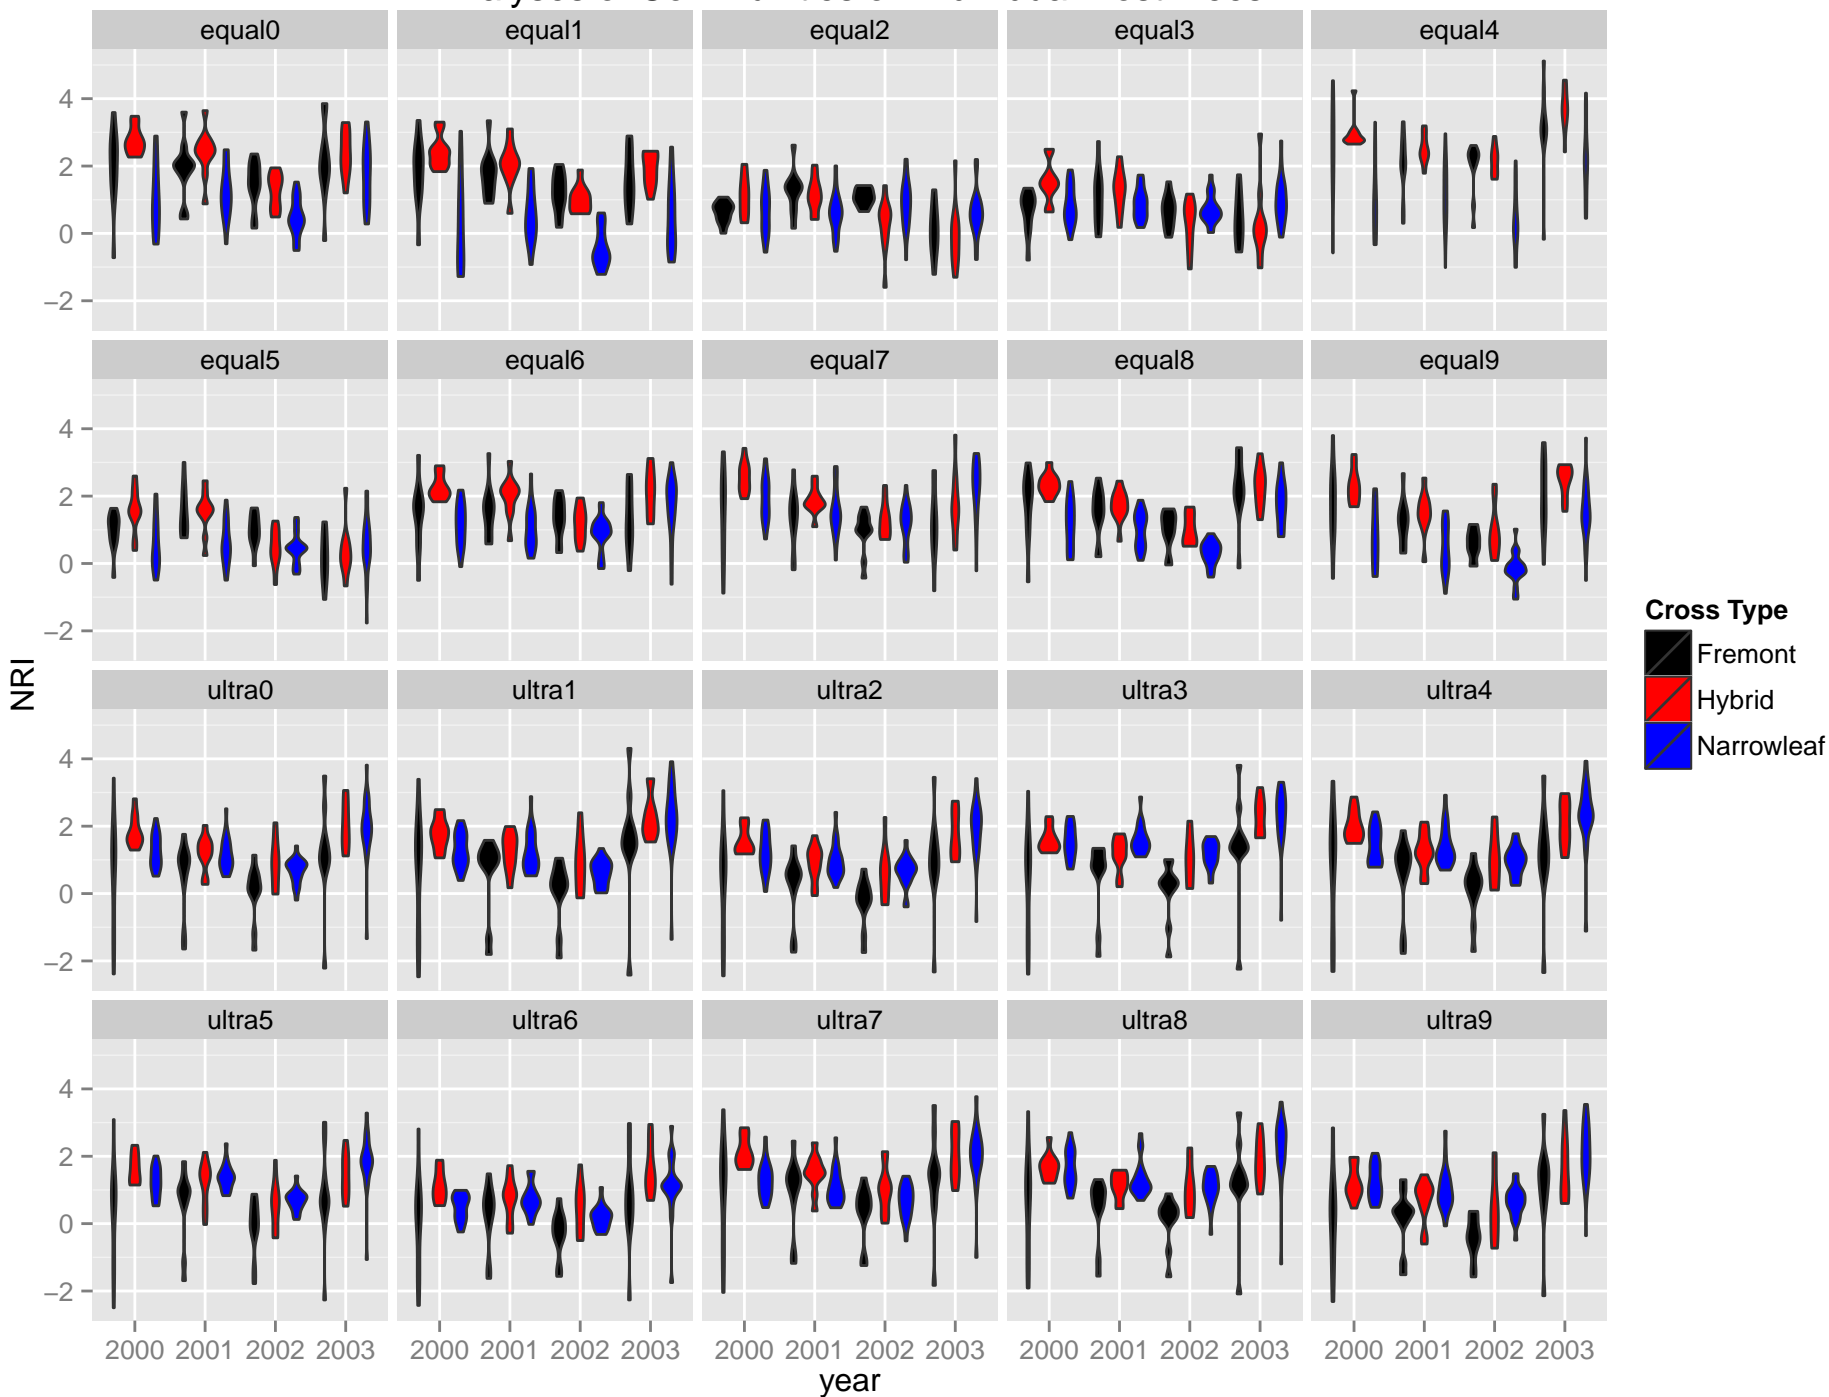 equal0 equal1 equal2 equal3 equal4
4
2
0
−2
equal5 equal6 equal7 equal8 equal9
4
2
0
−2
NRI
ultra0 ultra1 ultra2 ultra3 ultra4
4
2
0
−2
ultra5 ultra6 ultra7 ultra8 ultra9
4
2
0
−2
2000 2001 2002 2003 2000 2001 2002 2003 2000 2001 2002 2003 2000 2001 2002 2003 2000 2001 2002 2003
year
Cross Type
Fremont
Hybrid
Narrowleaf